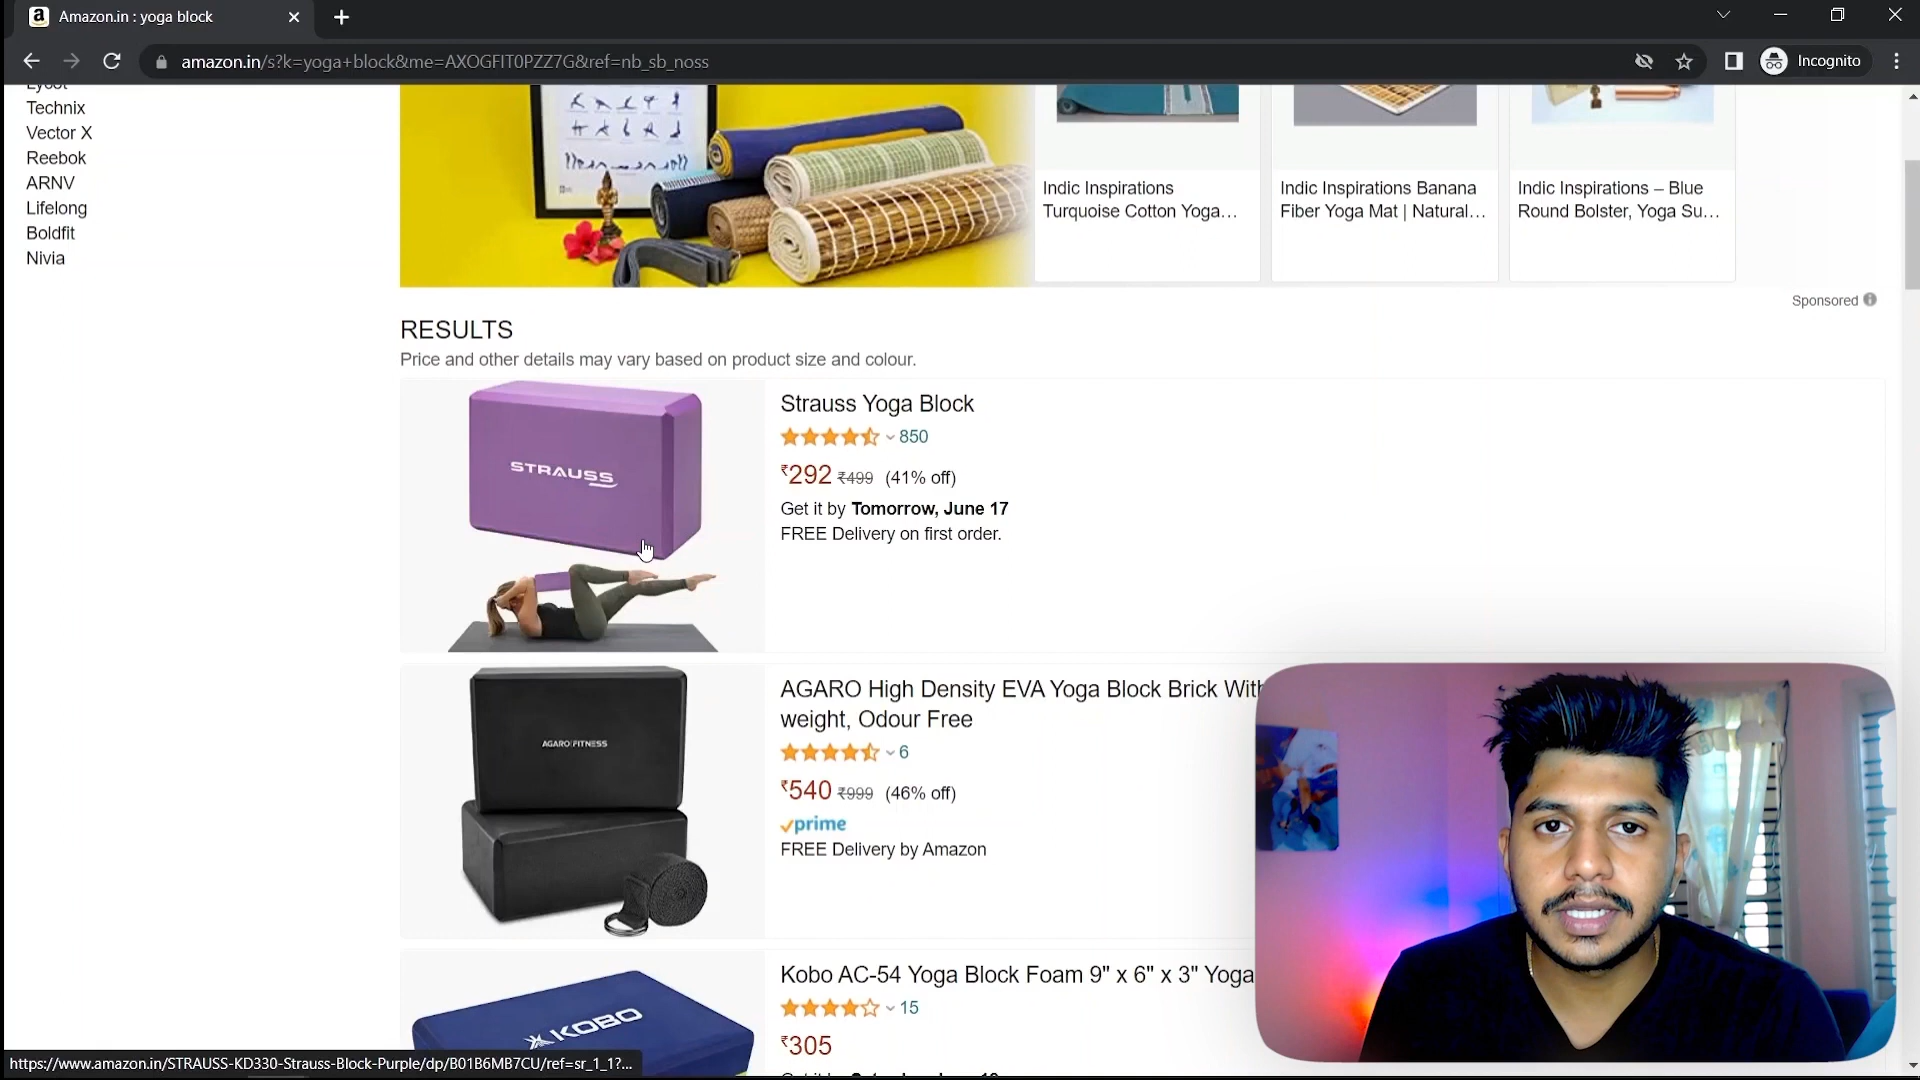 Amazon.in : yoga block
amazon.in/s?k=yoga+block&me=AXOGFIT0PZZ7G&ref=nb_sb_noss
Incognito
Lycot
Technix
Vector X
Reebok
ARNV
Lifelong
Boldfit
Nivia
Indic Inspirations
Turquoise Cotton Yoga...
Indic Inspirations Banana
Fiber Yoga Mat | Natural...
Indic Inspirations – Blue
Round Bolster, Yoga Su...
Sponsored
RESULTS
Price and other details may vary based on product size and colour.
STRAUSS
Strauss Yoga Block
850
₹292 ₹499 (41% off)
Get it by Tomorrow, June 17
FREE Delivery on first order.
AGARO FITNESS
AGARO High Density EVA Yoga Block Brick With
weight, Odour Free
6
₹540 ₹999 (46% off)
prime
FREE Delivery by Amazon
KOBO
Kobo AC-54 Yoga Block Foam 9" x 6" x 3" Yoga
15
₹305
https://www.amazon.in/STRAUSS-KD330-Strauss-Block-Purple/dp/B01B6MB7CU/ref=sr_1_1?...